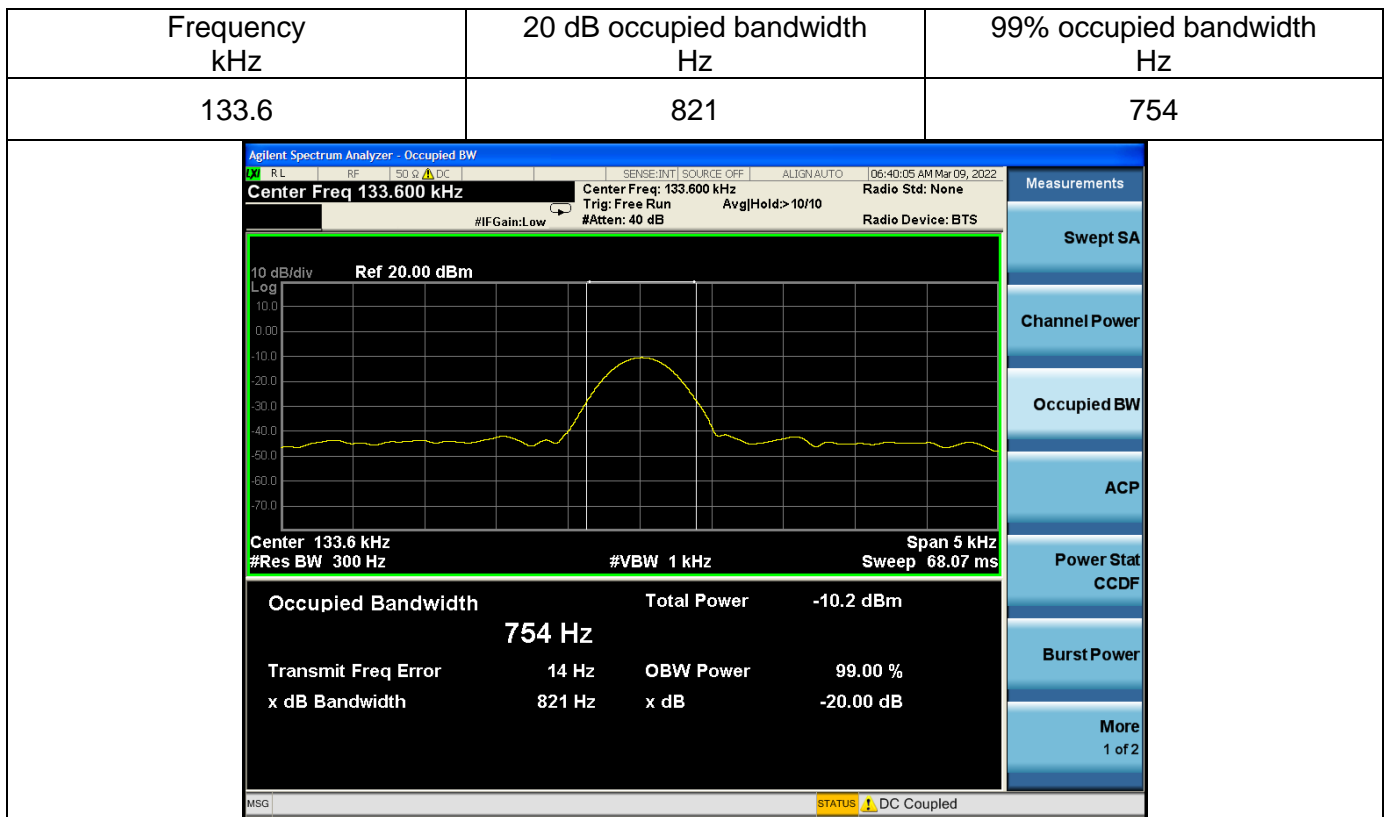 Frequency
kHz
20 dB occupied bandwidth
Hz
99% occupied bandwidth
Hz
133.6
821
754
Agilent Spectrum Analyzer - Occupied BW
LXI RL RF 50 Ω DC SENSE:INT SOURCE OFF ALIGN AUTO 06:40:05 AM Mar 09, 2022
Center Freq 133.600 kHz
Center Freq: 133.600 kHz
Radio Std: None
Trig: Free Run Avg|Hold:>10/10
#IFGain:Low
#Atten: 40 dB
Radio Device: BTS
10 dB/div Ref 20.00 dBm
Log
10.0
0.00
-10.0
-20.0
-30.0
-40.0
-50.0
-60.0
-70.0
Center 133.6 kHz Span 5 kHz
#Res BW 300 Hz #VBW 1 kHz Sweep 68.07 ms
Occupied Bandwidth Total Power -10.2 dBm
754 Hz
Transmit Freq Error 14 Hz OBW Power 99.00 %
x dB Bandwidth 821 Hz x dB -20.00 dB
Measurements
Swept SA
Channel Power
Occupied BW
ACP
Power Stat
CCDF
Burst Power
More
1 of 2
MSG STATUS DC Coupled